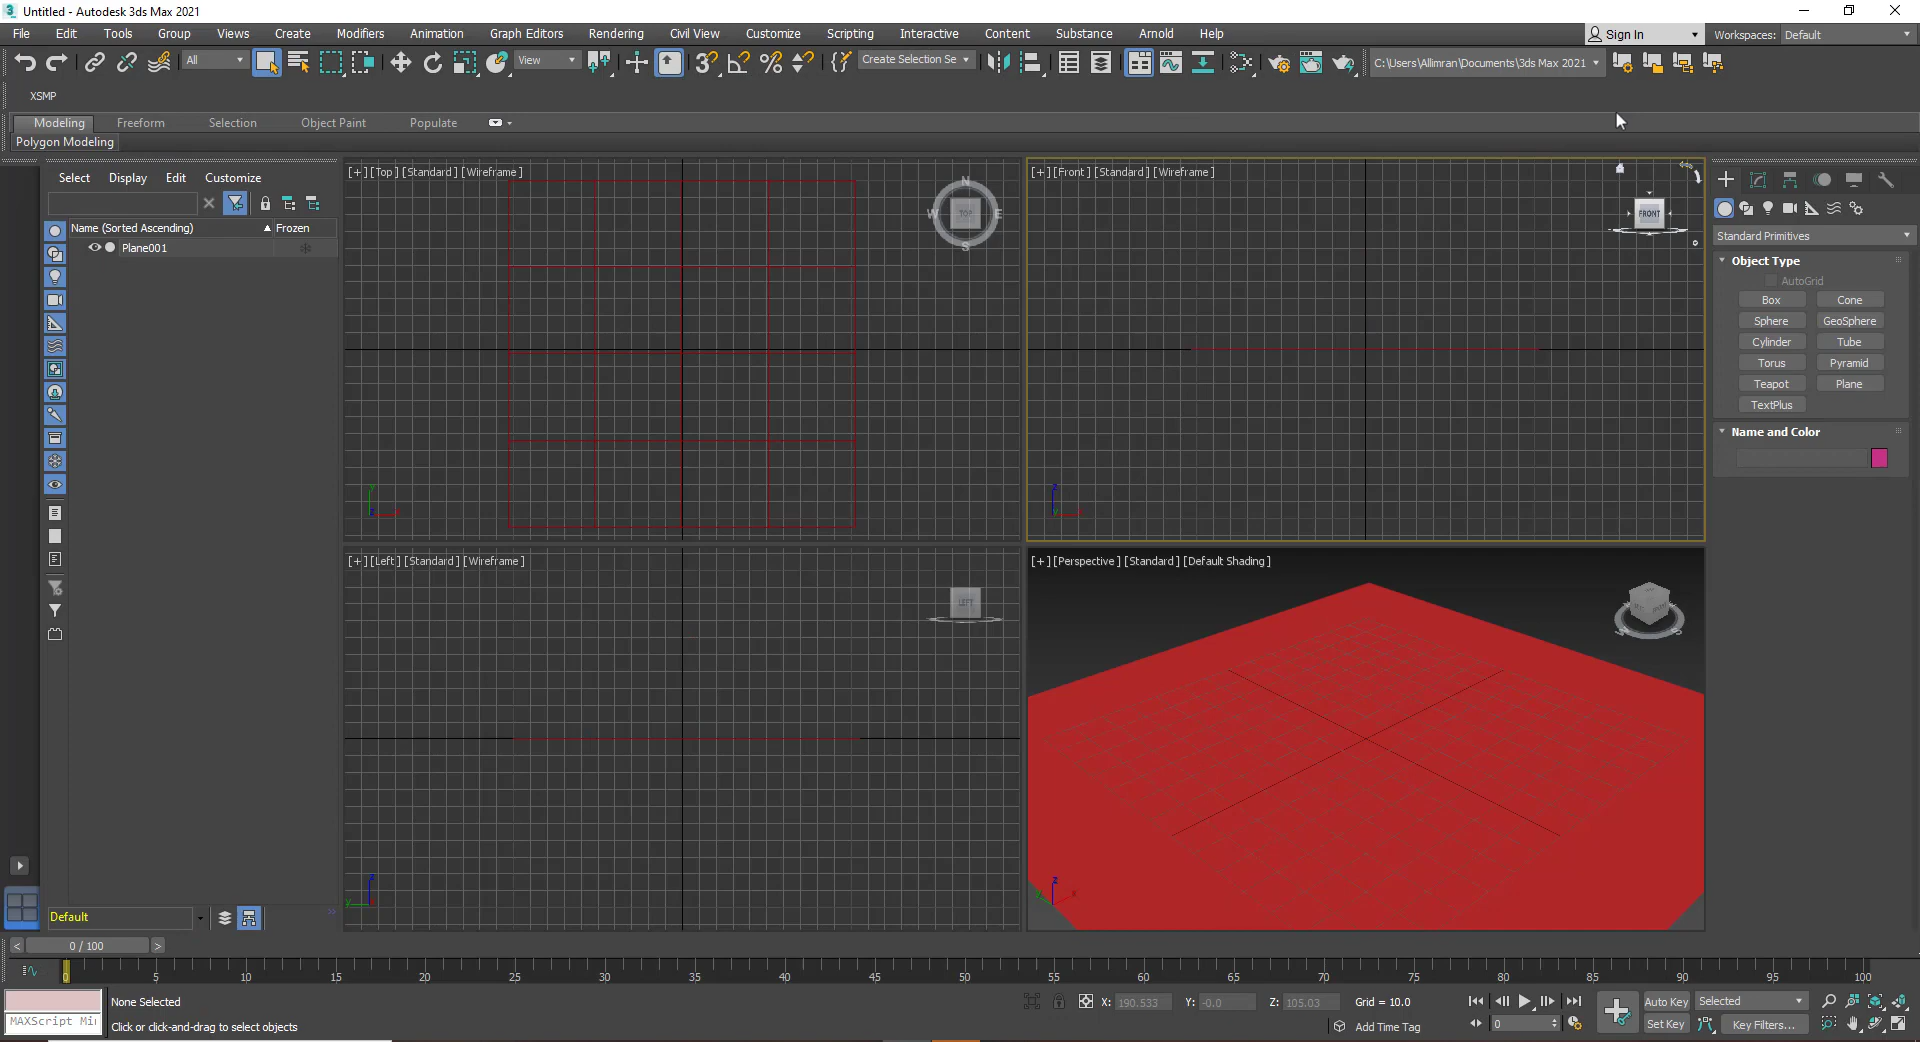 Untitled - Autodesk 3ds Max 2021
File Edit Tools Group Views Create Modifiers Animation Graph Editors Rendering Civil View Customize Scripting Interactive Content Substance Arnold Help Sign In Workspaces: Default
All View Create Selection Se C:\Users\Allimran\Documents\3ds Max 2021
XSMP
Modeling Freeform Selection Object Paint Populate
Polygon Modeling
Select Display Edit Customize
Name (Sorted Ascending) Frozen
Plane001
[+] [Top] [Standard] [Wireframe]
N
W TOP E
S
y
z x
[+] [Front] [Standard] [Wireframe]
FRONT
z
y x
Standard Primitives
Object Type
AutoGrid
Box Cone
Sphere GeoSphere
Cylinder Tube
Torus Pyramid
Teapot Plane
TextPlus
Name and Color
[+] [Left] [Standard] [Wireframe]
LEFT
z
y
[+] [Perspective] [Standard] [Default Shading]
W S
z
y x
Default
< 0 / 100 >
0 5 10 15 20 25 30 35 40 45 50 55 60 65 70 75 80 85 90 95 100
None Selected X: 190.533 Y: -0.0 Z: 105.03 Grid = 10.0 Auto Key Selected
MAXScript Mi Click or click-and-drag to select objects Add Time Tag 0 Set Key Key Filters...